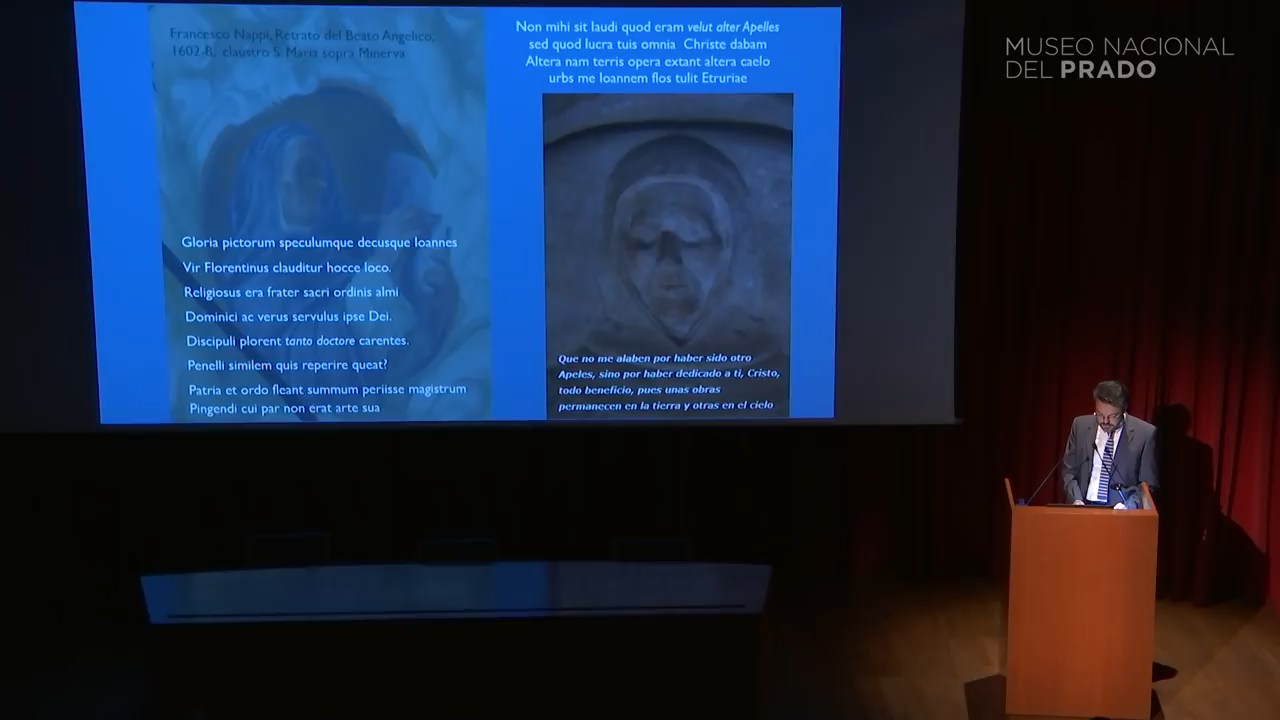 Francesco Nappi, Retrato del Beato Angelico,
1602-8, claustro S. Maria sopra Minerva
Gloria pictorum speculumque decusque Ioannes
Vir Florentinus clauditur hocce loco.
Religiosus era frater sacri ordinis almi
Dominici ac verus servulus ipse Dei.
Discipuli plorent tanto doctore carentes.
Penelli similem quis reperire queat?
Patria et ordo fleant summum periisse magistrum
Pingendi cui par non erat arte sua
Non mihi sit laudi quod eram velut alter Apelles
sed quod lucra tuis omnia Christe dabam
Altera nam terris opera extant altera caelo
urbs me Ioannem flos tulit Etruriae
Que no me alaben por haber sido otro
Apeles, sino por haber dedicado a ti, Cristo,
todo beneficio, pues unas obras
permanecen en la tierra y otras en el cielo
MUSEO NACIONAL
DEL PRADO